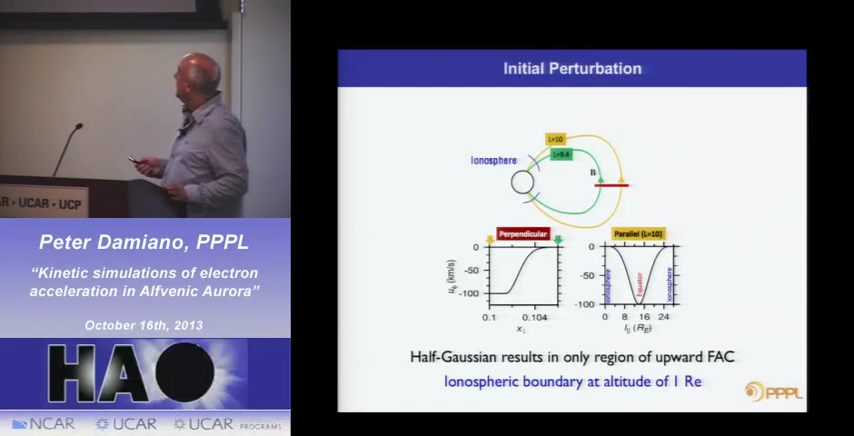 R · UCAR · UCP
Peter Damiano, PPPL
“Kinetic simulations of electron
acceleration in Alfvenic Aurora”
October 16th, 2013
HAO
NCAR UCAR UCAR PROGRAMS
Initial Perturbation
L=10
Ionosphere
L=9.4
B
Perpendicular
Parallel (L=10)
0
-50
-100
u_φ (km/s)
0.1 0.104
x⊥
0
-50
-100
Ionosphere
Equator
Ionosphere
0 8 16 24
l|| (R_E)
Half-Gaussian results in only region of upward FAC
Ionospheric boundary at altitude of 1 Re
PPPL